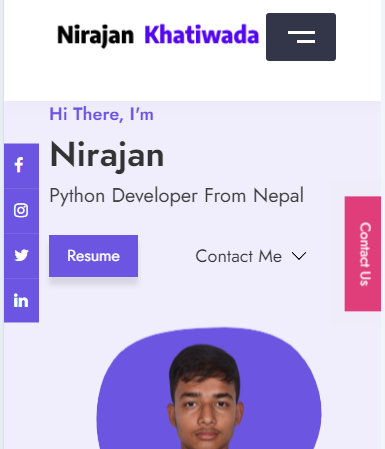 Nirajan Khatiwada
Hi There, I'm
Nirajan
Python Developer From Nepal
Resume
Contact Me
Contact Us